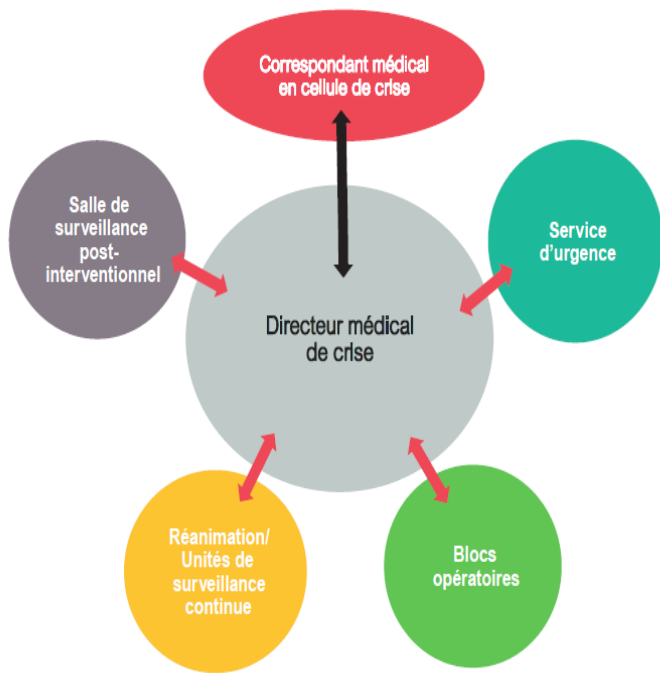 Correspondant médical
en cellule de crise
Salle de
surveillance
post-
interventionnel
Service
d'urgence
Directeur médical
de crise
Réanimation/
Unités de
surveillance
continue
Blocs
opératoires